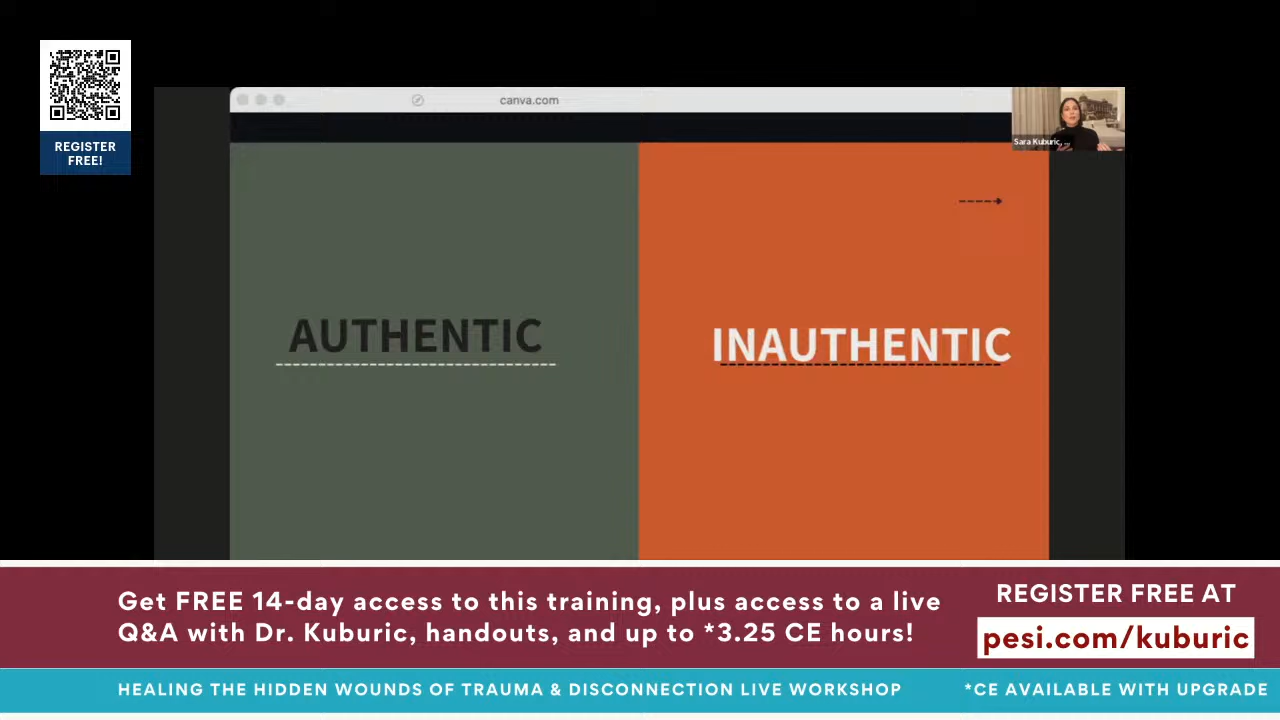 REGISTER
FREE!
canva.com
Sara Kuburic, ...
AUTHENTIC
INAUTHENTIC
Get FREE 14-day access to this training, plus access to a live
Q&A with Dr. Kuburic, handouts, and up to *3.25 CE hours!
REGISTER FREE AT
pesi.com/kuburic
HEALING THE HIDDEN WOUNDS OF TRAUMA & DISCONNECTION LIVE WORKSHOP
*CE AVAILABLE WITH UPGRADE